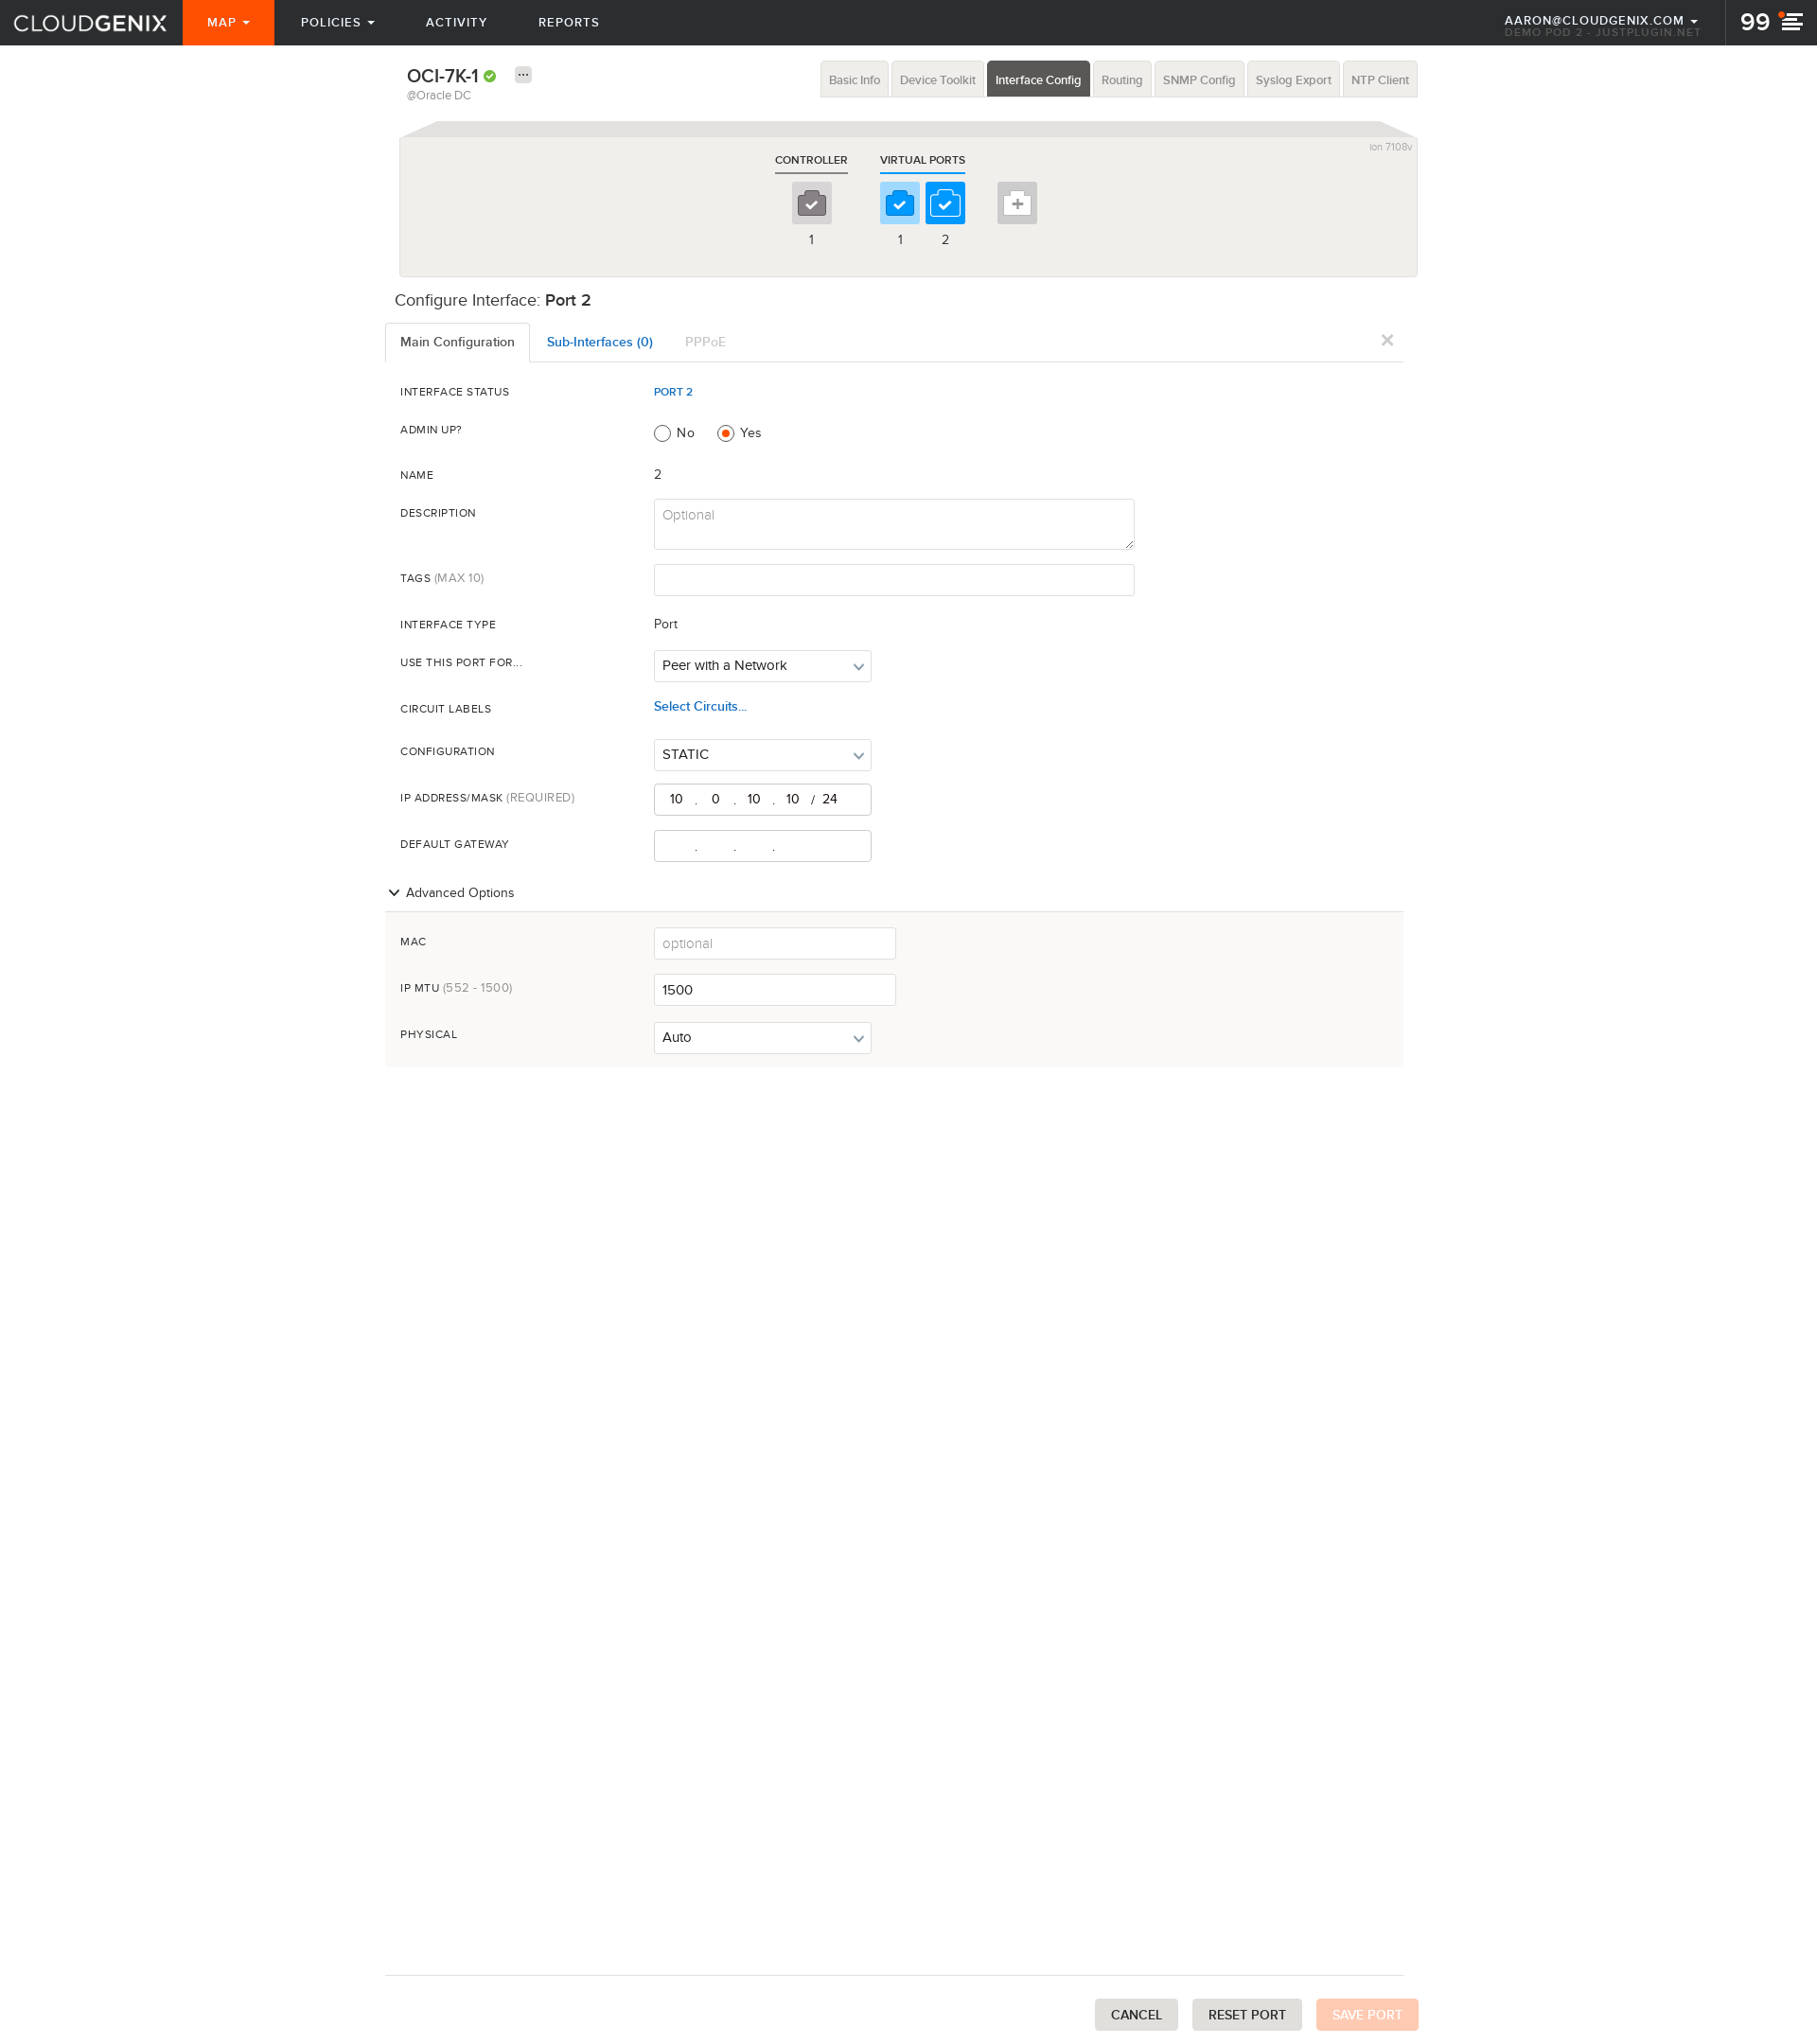 CLOUDGENIX MAP POLICIES ACTIVITY REPORTS AARON@CLOUDGENIX.COM 99
DEMO POD 2 - JUSTPLUGIN.NET
OCI-7K-1 ... Basic Info Device Toolkit Interface Config Routing SNMP Config Syslog Export NTP Client
@Oracle DC
ion 7108v
CONTROLLER VIRTUAL PORTS
1 1 2
Configure Interface: Port 2
Main Configuration Sub-Interfaces (0) PPPoE
INTERFACE STATUS PORT 2
ADMIN UP? No Yes
NAME 2
DESCRIPTION Optional
TAGS (MAX 10)
INTERFACE TYPE Port
USE THIS PORT FOR... Peer with a Network
CIRCUIT LABELS Select Circuits...
CONFIGURATION STATIC
IP ADDRESS/MASK (REQUIRED) 10 . 0 . 10 . 10 / 24
DEFAULT GATEWAY . . .
Advanced Options
MAC optional
IP MTU (552 - 1500) 1500
PHYSICAL Auto
CANCEL RESET PORT SAVE PORT